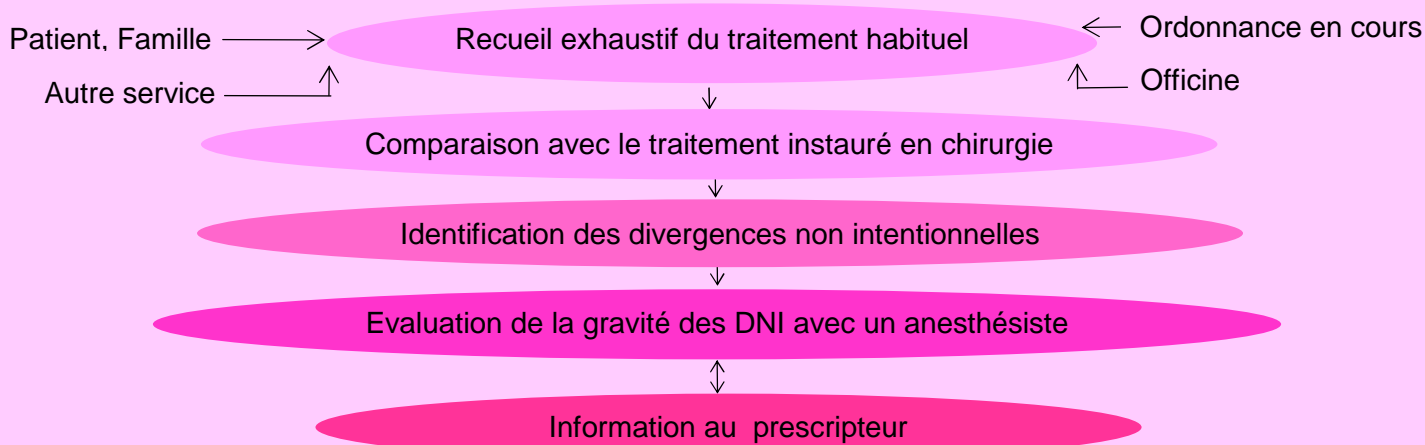 Patient, Famille
Recueil exhaustif du traitement habituel
Ordonnance en cours
Autre service
Officine
Comparaison avec le traitement instauré en chirurgie
Identification des divergences non intentionnelles
Evaluation de la gravité des DNI avec un anesthésiste
Information au prescripteur